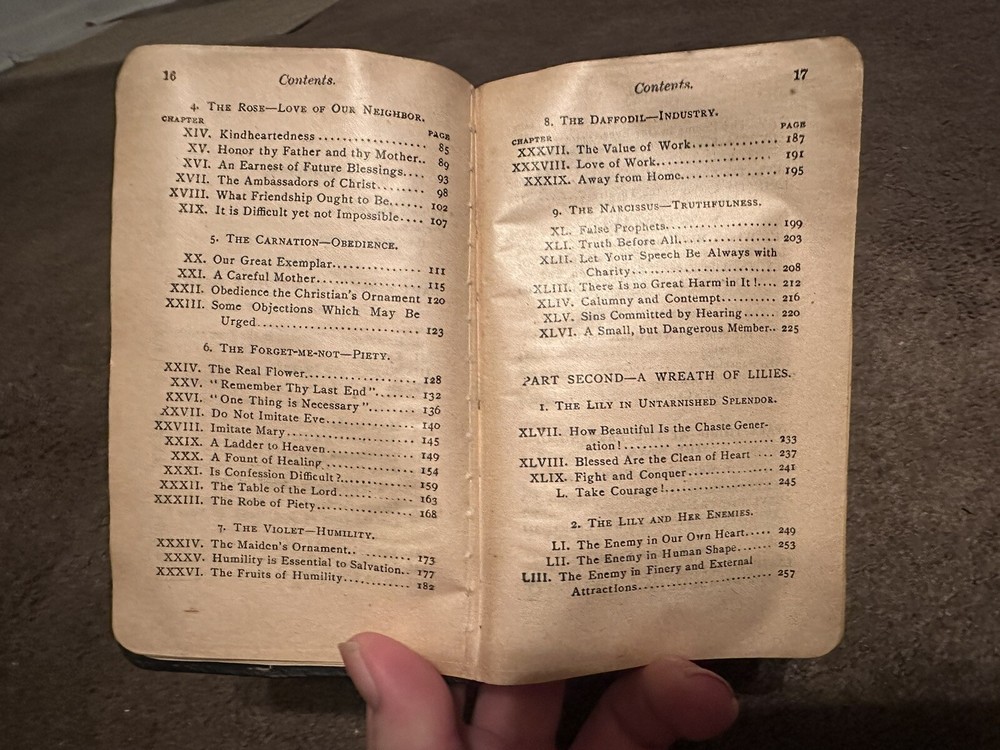 16
Contents.
4. The Rose—Love of Our Neighbor.
CHAPTER PAGE
XIV. Kindheartedness .................. 85
XV. Honor thy Father and thy Mother.. 89
XVI. An Earnest of Future Blessings.... 93
XVII. The Ambassadors of Christ........ 98
XVIII. What Friendship Ought to Be...... 102
XIX. It is Difficult yet not Impossible.... 107
5. The Carnation—Obedience.
XX. Our Great Exemplar.............. 111
XXI. A Careful Mother................ 115
XXII. Obedience the Christian's Ornament 120
XXIII. Some Objections Which May Be
Urged......................... 123
6. The Forget-me-not—Piety.
XXIV. The Real Flower................. 128
XXV. "Remember Thy Last End"....... 132
XXVI. "One Thing is Necessary"........ 136
XXVII. Do Not Imitate Eve.............. 140
XXVIII. Imitate Mary.................... 145
XXIX. A Ladder to Heaven.............. 149
XXX. A Fount of Healing.............. 154
XXXI. Is Confession Difficult?.......... 159
XXXII. The Table of the Lord............ 163
XXXIII. The Robe of Piety............... 168
7. The Violet—Humility.
XXXIV. The Maiden's Ornament.. ........ 173
XXXV. Humility is Essential to Salvation.. 177
XXXVI. The Fruits of Humility........... 182
Contents.
17
8. The Daffodil—Industry.
CHAPTER PAGE
XXXVII. The Value of Work............... 187
XXXVIII. Love of Work.................... 191
XXXIX. Away from Home................ 195
9. The Narcissus—Truthfulness.
XL. False Prophets................... 199
XLI. Truth Before All................. 203
XLII. Let Your Speech Be Always with
Charity........................ 208
XLIII. There is no Great Harm in It!.... 212
XLIV. Calumny and Contempt.......... 216
XLV. Sins Committed by Hearing...... 220
XLVI. A Small, but Dangerous Member.. 225
PART SECOND—A WREATH OF LILIES.
1. The Lily in Untarnished Splendor.
XLVII. How Beautiful Is the Chaste Gener-
ation!......................... 233
XLVIII. Blessed Are the Clean of Heart ... 237
XLIX. Fight and Conquer............... 241
L. Take Courage!................... 245
2. The Lily and Her Enemies.
LI. The Enemy in Our Own Heart..... 249
LII. The Enemy in Human Shape...... 253
LIII. The Enemy in Finery and External
Attractions..................... 257